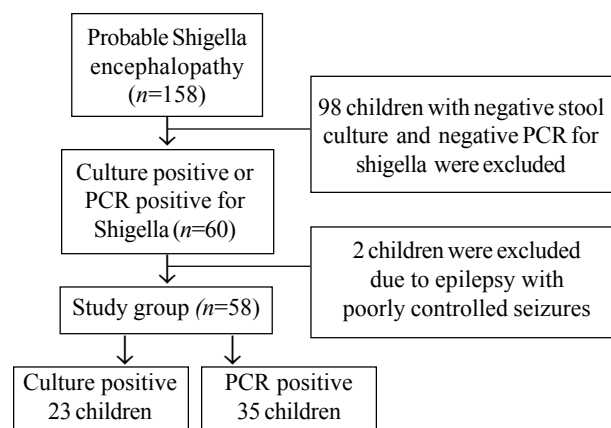 Probable Shigella
encephalopathy
(n=158)
98 children with negative stool
culture and negative PCR for
shigella were excluded
Culture positive or
PCR positive for
Shigella (n=60)
2 children were excluded
due to epilepsy with
poorly controlled seizures
Study group (n=58)
Culture positive
23 children
PCR positive
35 children